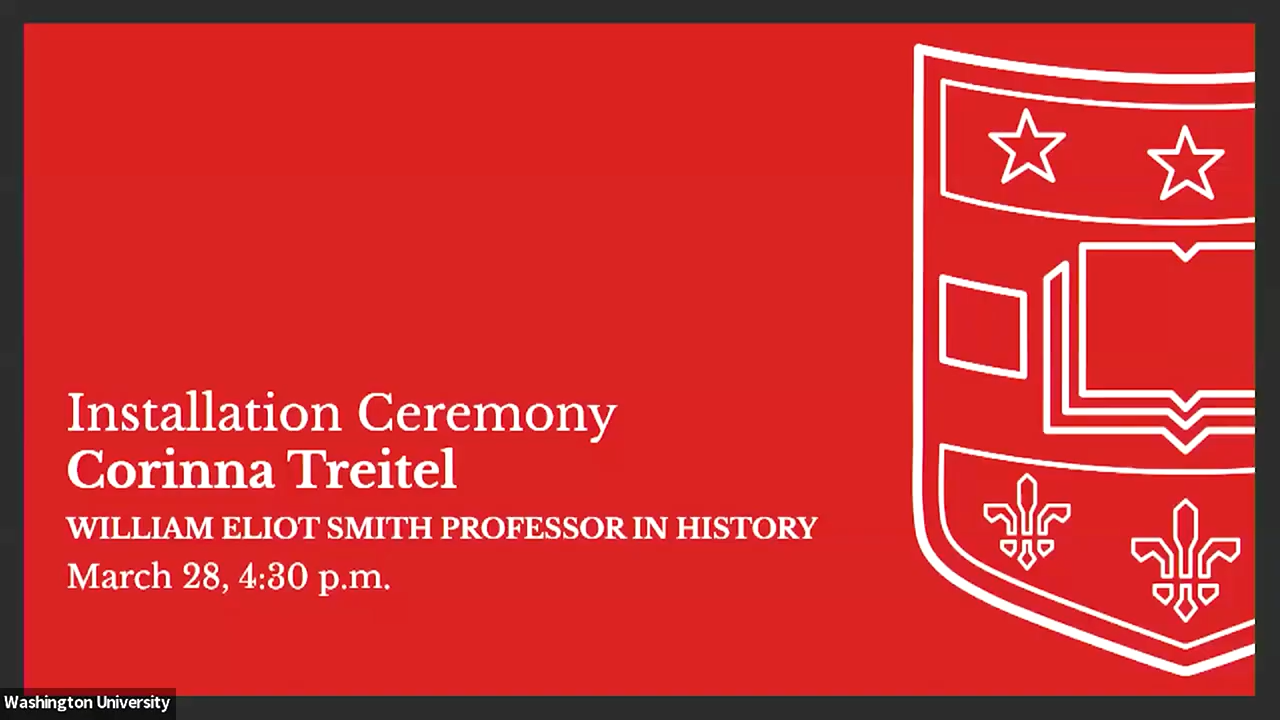 Installation Ceremony
Corinna Treitel
WILLIAM ELIOT SMITH PROFESSOR IN HISTORY
March 28, 4:30 p.m.
Washington University